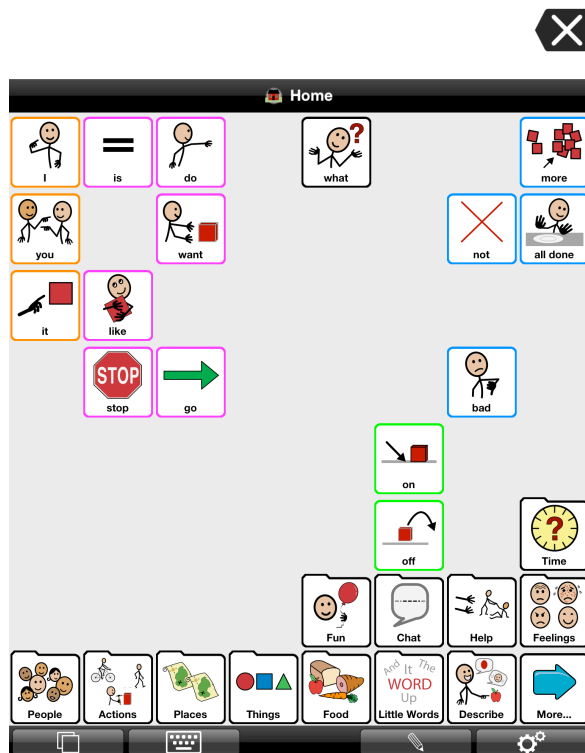 Home
I
is
do
what
more
you
want
not
all done
it
like
STOP
stop
go
bad
on
off
Time
Fun
Chat
Help
Feelings
And It The
WORD
Up
People
Actions
Places
Things
Food
Little Words
Describe
More...